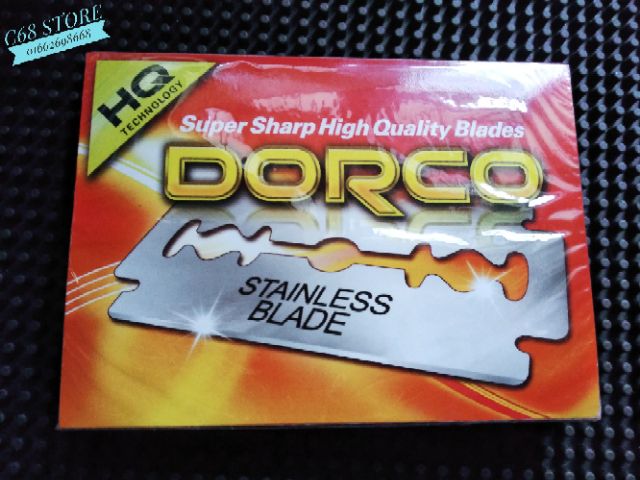 C68 STORE
01662698668
HQ
TECHNOLOGY
Super Sharp High Quality Blades
DORCO
STAINLESS
BLADE